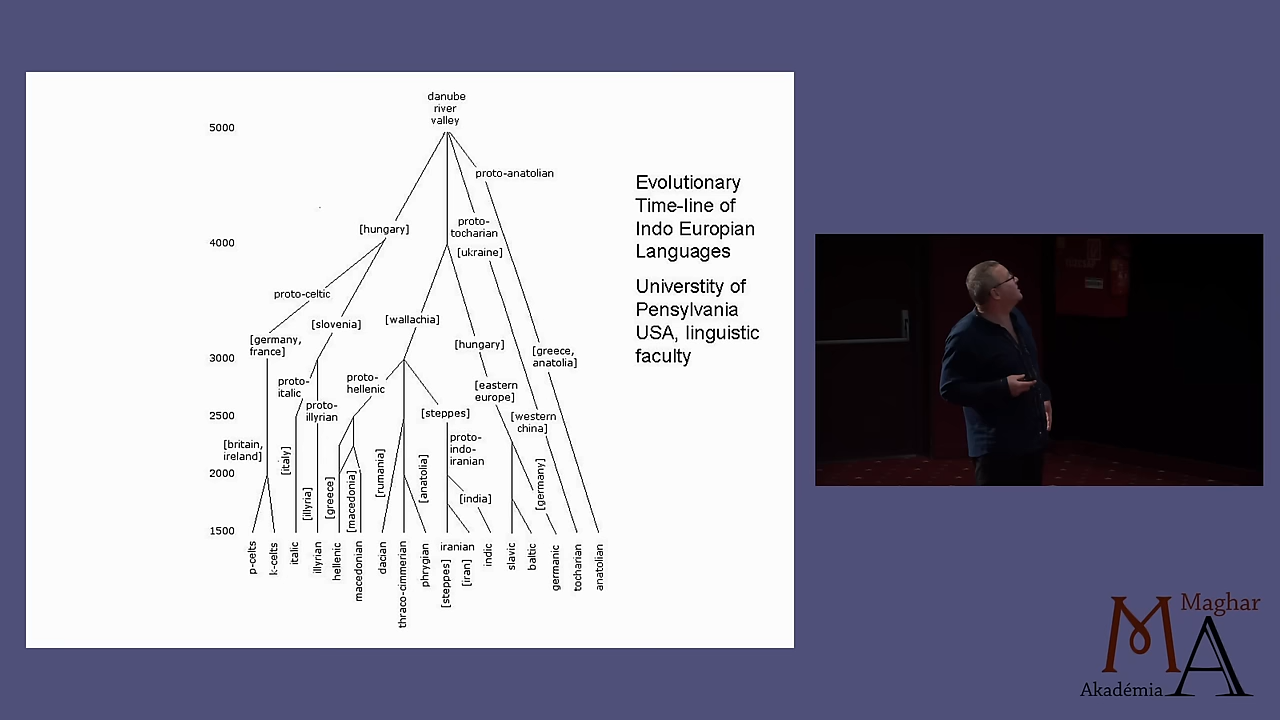 danube
river
valley
5000
proto-anatolian
[hungary]
proto-
tocharian
4000
[ukraine]
proto-celtic
[slovenia]
[wallachia]
[germany,
france]
[hungary]
[greece,
anatolia]
3000
proto-
italic
proto-
hellenic
[eastern
europe]
proto-
illyrian
2500
[steppes]
[western
china]
[britain,
ireland]
proto-
indo-
iranian
2000
[italy]
[illyria]
[greece]
[macedonia]
[rumania]
[anatolia]
[india]
[germany]
1500
p-celts
k-celts
italic
illyrian
hellenic
macedonian
dacian
thraco-cimmerian
phrygian
iranian
[steppes]
[iran]
indic
slavic
baltic
germanic
tocharian
anatolian
Evolutionary
Time-line of
Indo Europian
Languages
Universtity of
Pensylvania
USA, linguistic
faculty
MA
Maghar
Akadémia